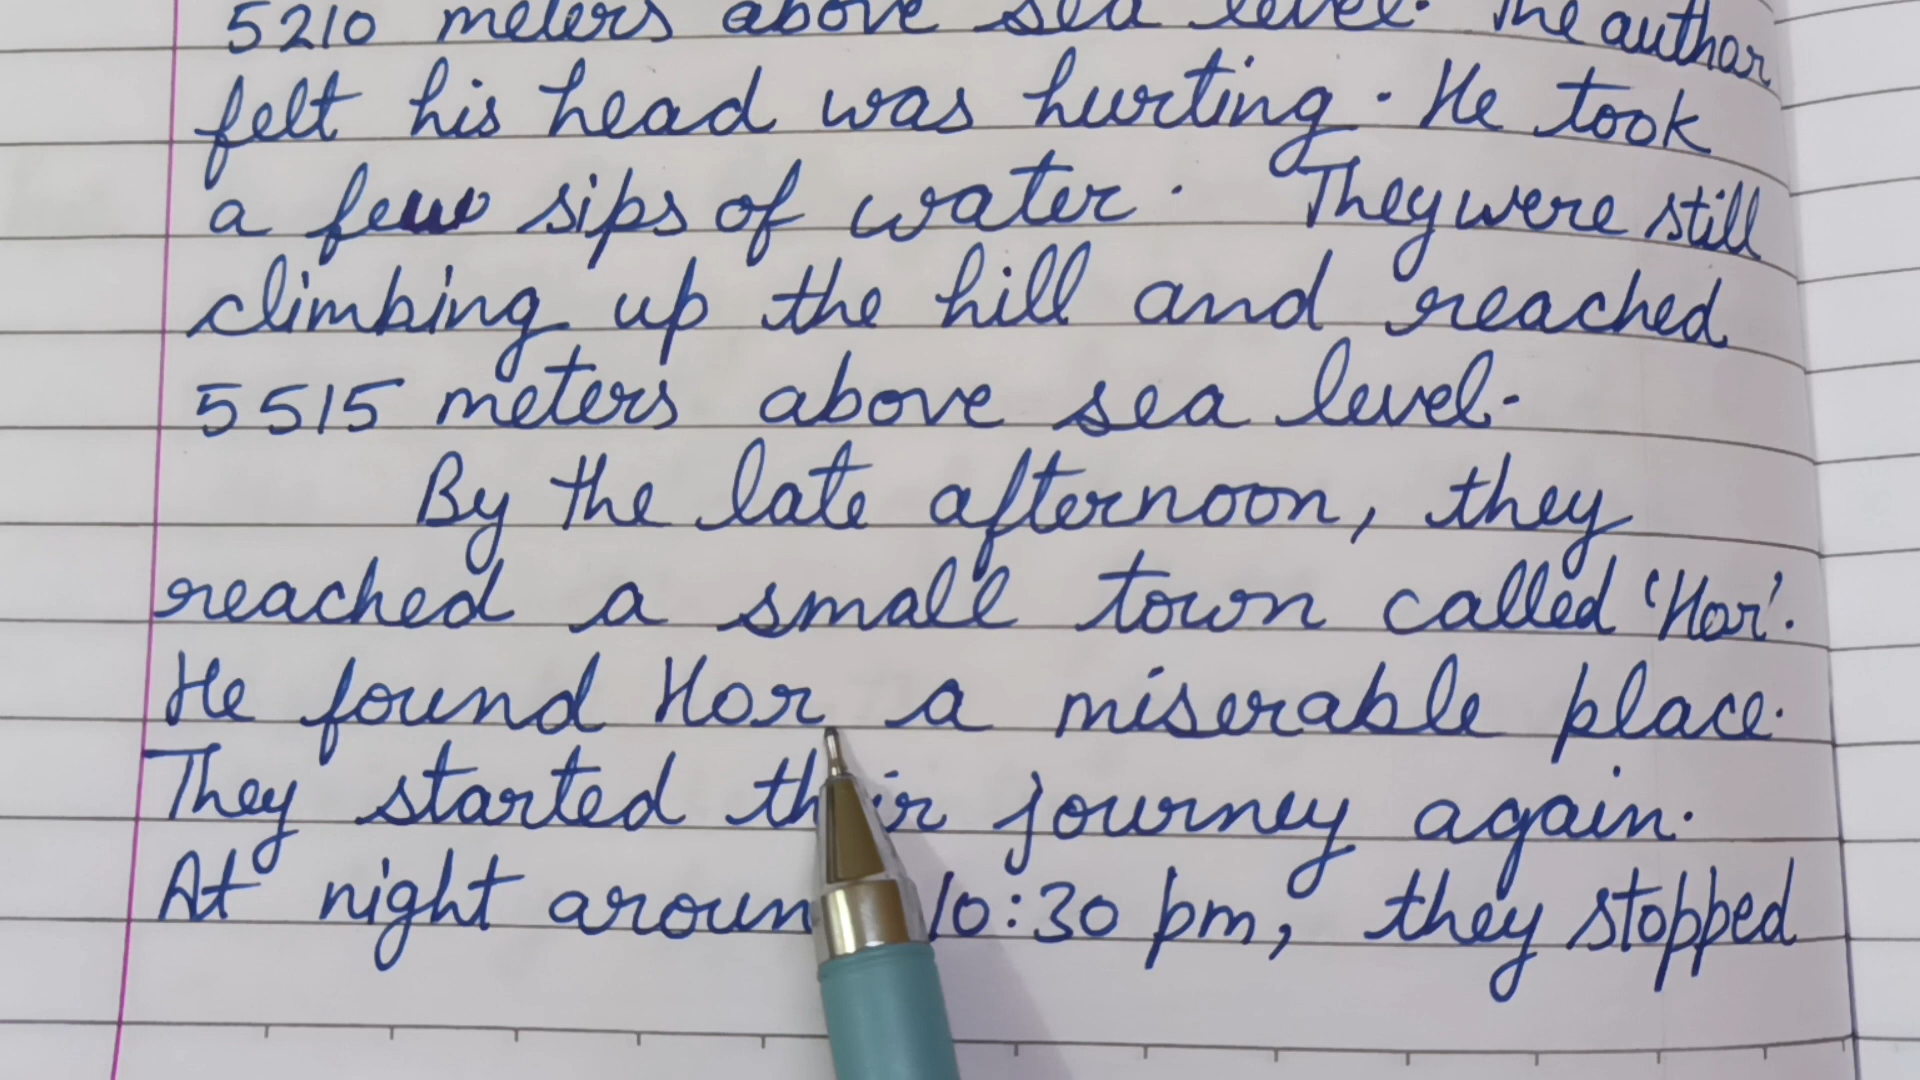 5210 meters above sea level. The author
felt his head was hurting. He took
a few sips of water. They were still
climbing up the hill and reached
5515 meters above sea level.
By the late afternoon, they
reached a small town called 'Hor'.
He found Hor a miserable place.
They started their journey again.
At night around 10:30 pm, they stopped